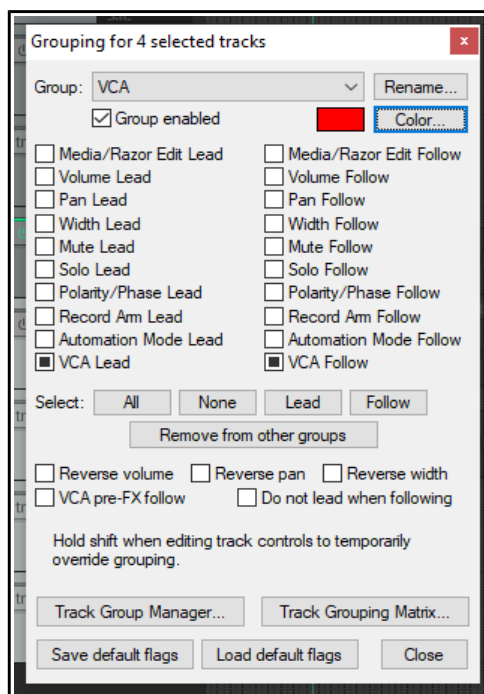 Grouping for 4 selected tracks
x
Group: VCA Rename...
Group enabled Color...
Media/Razor Edit Lead Media/Razor Edit Follow
Volume Lead Volume Follow
Pan Lead Pan Follow
Width Lead Width Follow
Mute Lead Mute Follow
Solo Lead Solo Follow
Polarity/Phase Lead Polarity/Phase Follow
Record Arm Lead Record Arm Follow
Automation Mode Lead Automation Mode Follow
VCA Lead VCA Follow
Select: All None Lead Follow
Remove from other groups
Reverse volume Reverse pan Reverse width
VCA pre-FX follow Do not lead when following
Hold shift when editing track controls to temporarily
override grouping.
Track Group Manager... Track Grouping Matrix...
Save default flags Load default flags Close